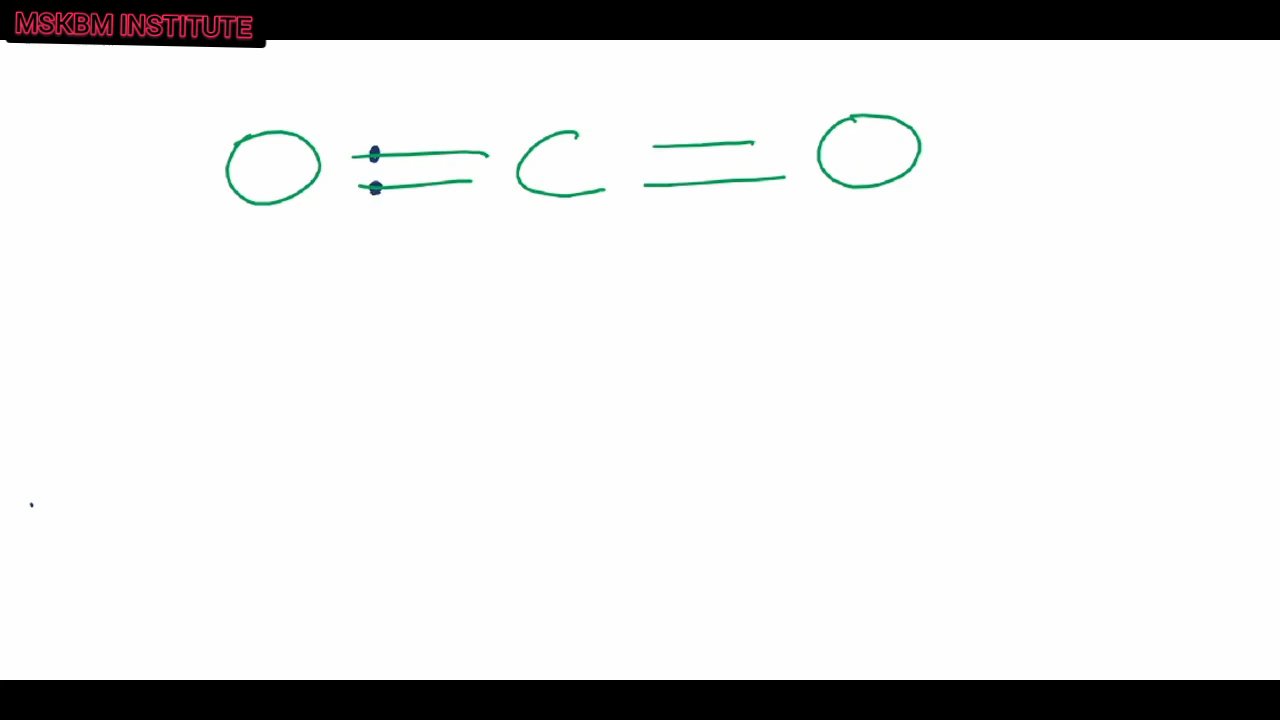 MSKBM INSTITUTE
O = C = O